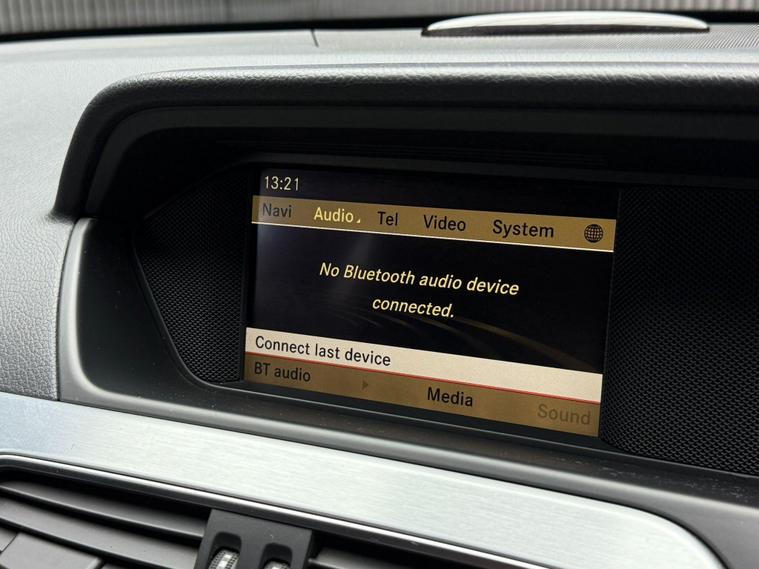 13:21
Navi Audio Tel Video System
No Bluetooth audio device
connected.
Connect last device
BT audio Media Sound